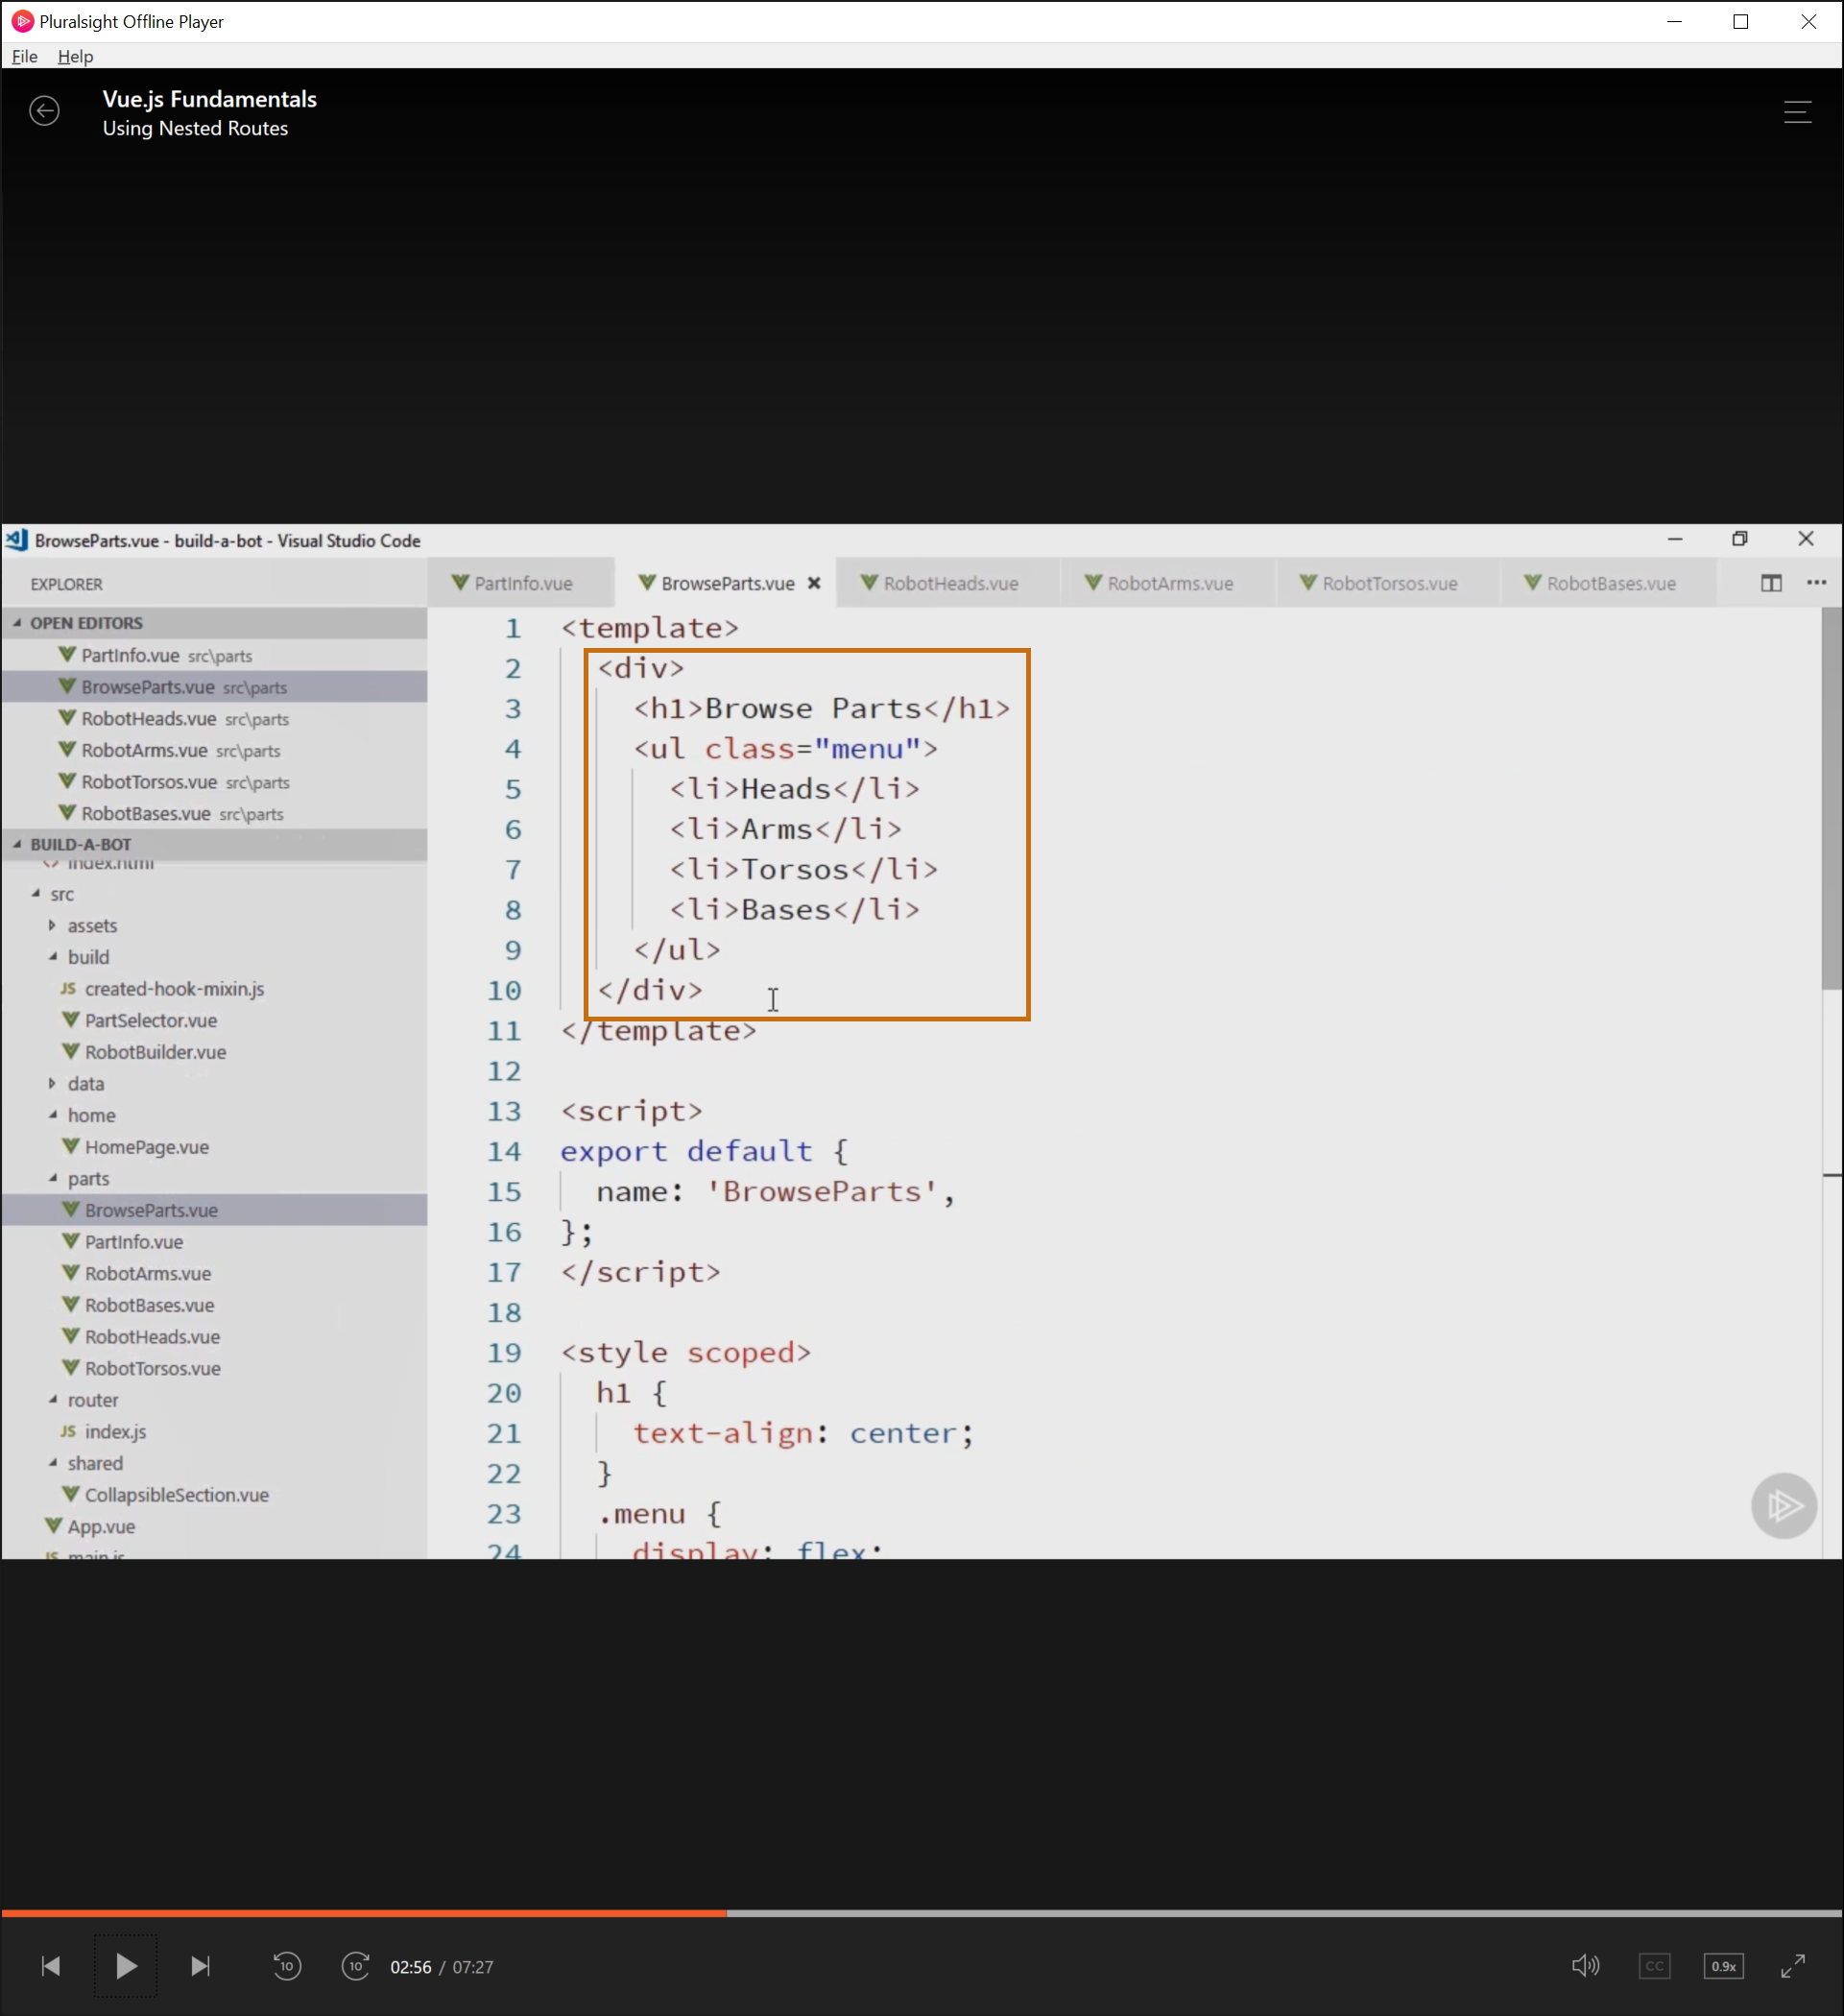 Pluralsight Offline Player
File Help
Vue.js Fundamentals
Using Nested Routes
BrowseParts.vue - build-a-bot - Visual Studio Code
EXPLORER
PartInfo.vue BrowseParts.vue RobotHeads.vue RobotArms.vue RobotTorsos.vue RobotBases.vue
OPEN EDITORS
PartInfo.vue src\parts
BrowseParts.vue src\parts
RobotHeads.vue src\parts
RobotArms.vue src\parts
RobotTorsos.vue src\parts
RobotBases.vue src\parts
BUILD-A-BOT
index.html
src
assets
build
JS created-hook-mixin.js
PartSelector.vue
RobotBuilder.vue
data
home
HomePage.vue
parts
BrowseParts.vue
PartInfo.vue
RobotArms.vue
RobotBases.vue
RobotHeads.vue
RobotTorsos.vue
router
JS index.js
shared
CollapsibleSection.vue
App.vue
JS main.js
1 <template>
2 <div>
3 <h1>Browse Parts</h1>
4 <ul class="menu">
5 <li>Heads</li>
6 <li>Arms</li>
7 <li>Torsos</li>
8 <li>Bases</li>
9 </ul>
10 </div>
11 </template>
12
13 <script>
14 export default {
15 name: 'BrowseParts',
16 };
17 </script>
18
19 <style scoped>
20 h1 {
21 text-align: center;
22 }
23 .menu {
24 display: flex;
10 10 02:56 / 07:27 CC 0.9x